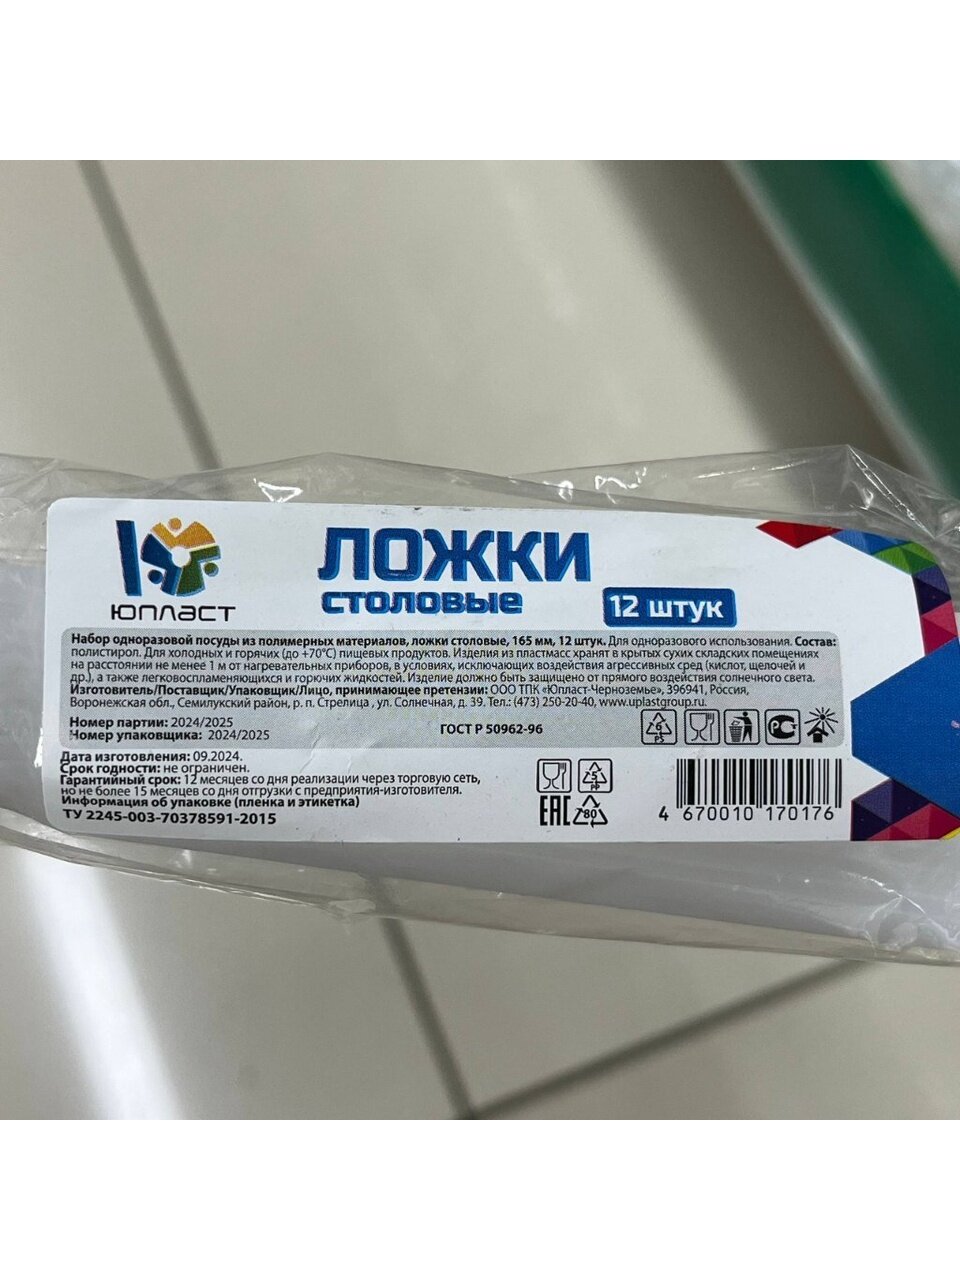 ЮПЛАСТ
ЛОЖКИ
СТОЛОВЫЕ
12 штук
Набор одноразовой посуды из полимерных материалов, ложки столовые, 165 мм, 12 штук. Для одноразового использования. Состав:
полистирол. Для холодных и горячих (до +70°С) пищевых продуктов. Изделия из пластмасс хранят в крытых сухих складских помещениях
на расстоянии не менее 1 м от нагревательных приборов, в условиях, исключающих воздействия агрессивных сред (кислот, щелочей и
др.), а также легковоспламеняющихся и горючих жидкостей. Изделие должно быть защищено от прямого воздействия солнечного света.
Изготовитель/Поставщик/Упаковщик/Лицо, принимающее претензии: ООО ТПК «Юпласт-Черноземье», 396941, Россия,
Воронежская обл., Семилукский район, р. п. Стрелица , ул. Солнечная, д. 39. Тел.: (473) 250-20-40, www.uplastgroup.ru.
Номер партии: 2024/2025
Номер упаковщика: 2024/2025
ГОСТ Р 50962-96
6
PS
РС
Дата изготовления: 09.2024.
Срок годности: не ограничен.
Гарантийный срок: 12 месяцев со дня реализации через торговую сеть,
но не более 15 месяцев со дня отгрузки с предприятия-изготовителя.
Информация об упаковке (пленка и этикетка)
ТУ 2245-003-70378591-2015
5
PP
ЕАС
80
4 670010 170176